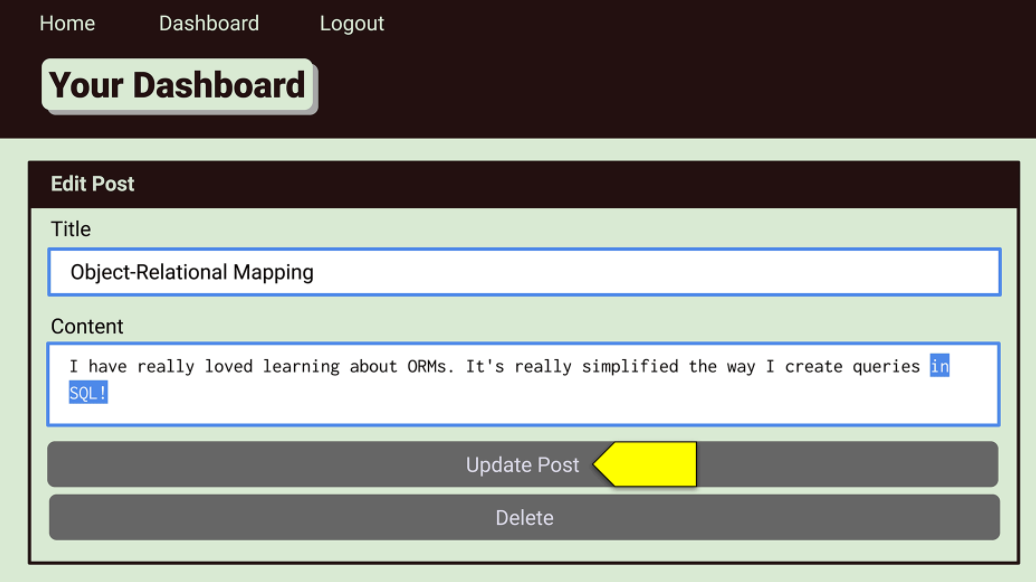 Home Dashboard Logout
Your Dashboard
Edit Post
Title
Object-Relational Mapping
Content
I have really loved learning about ORMs. It's really simplified the way I create queries in
SQL!
Update Post
Delete